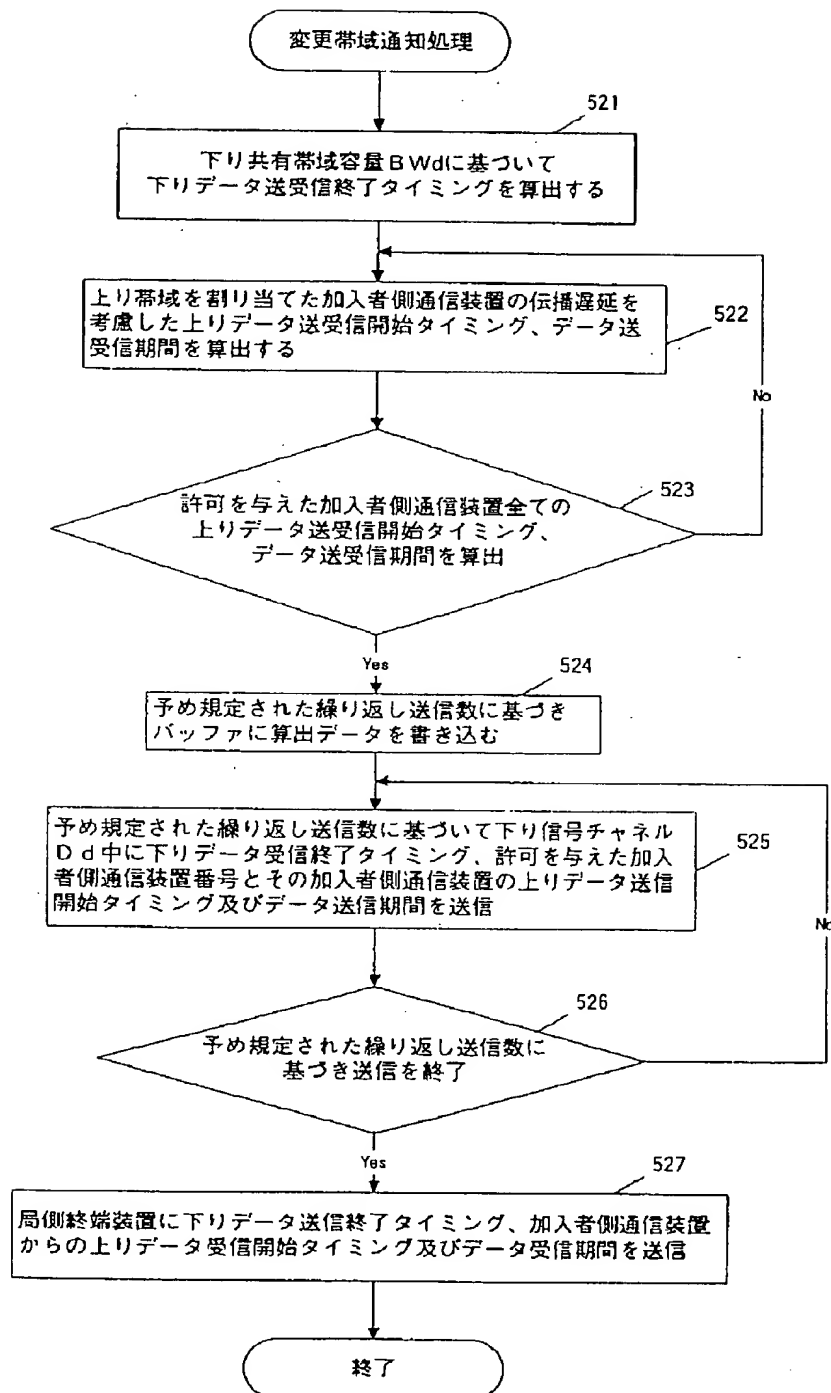 変更帯域通知処理
521
下り共有帯域容量BWdに基づいて
下りデータ送受信終了タイミングを算出する
上り帯域を割り当てた加入者側通信装置の伝播遅延を
考慮した上りデータ送受信開始タイミング、データ送
受信期間を算出する
522
No
523
許可を与えた加入者側通信装置全ての
上りデータ送受信開始タイミング、
データ送受信期間を算出
Yes
524
予め規定された繰り返し送信数に基づき
バッファに算出データを書き込む
予め規定された繰り返し送信数に基づいて下り信号チャネル
Dd中に下りデータ受信終了タイミング、許可を与えた加入
者側通信装置番号とその加入者側通信装置の上りデータ送信
開始タイミング及びデータ送信期間を送信
525
No
526
予め規定された繰り返し送信数に
基づき送信を終了
Yes
527
局側終端装置に下りデータ送信終了タイミング、加入者側通信装置
からの上りデータ受信開始タイミング及びデータ受信期間を送信
終了